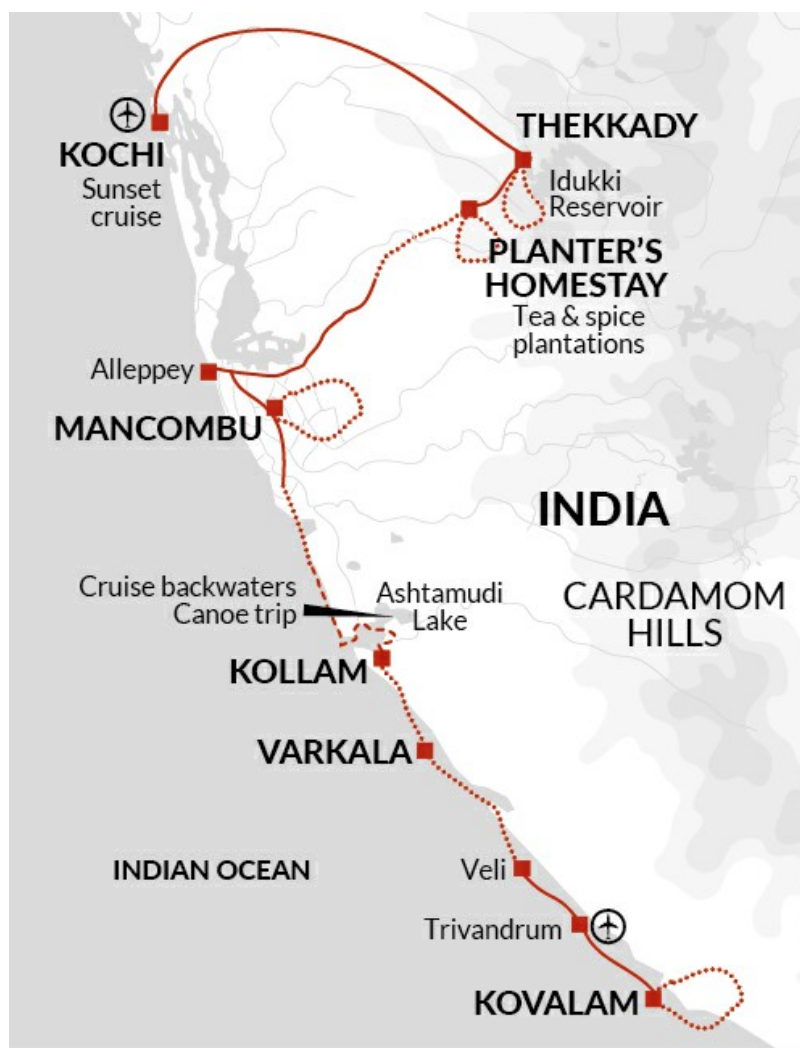 KOCHI
Sunset
cruise
THEKKADY
Idukki
Reservoir
PLANTER'S
HOMESTAY
Tea & spice
plantations
Alleppey
MANCOMBU
INDIA
CARDAMOM
HILLS
Cruise backwaters
Canoe trip
Ashtamudi
Lake
KOLLAM
VARKALA
INDIAN OCEAN
Veli
Trivandrum
KOVALAM